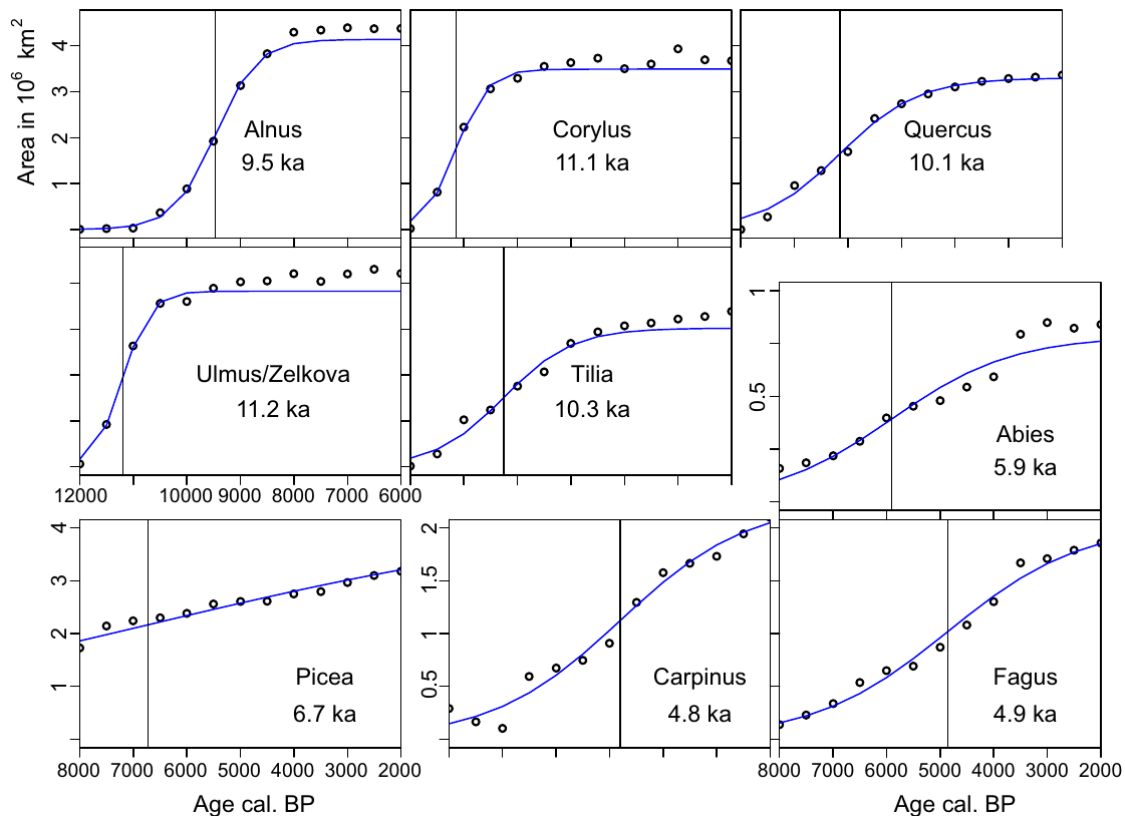 Area in 10⁶ km²
4
3
2
1
Alnus
9.5 ka
Corylus
11.1 ka
Quercus
10.1 ka
Ulmus/Zelkova
11.2 ka
12000 10000 9000 8000 7000 6000
Tilia
10.3 ka
1
0.5
Abies
5.9 ka
4
3
2
1
Picea
6.7 ka
8000 7000 6000 5000 4000 3000 2000
Age cal. BP
2
1.5
1
0.5
Carpinus
4.8 ka
Fagus
4.9 ka
8000 7000 6000 5000 4000 3000 2000
Age cal. BP